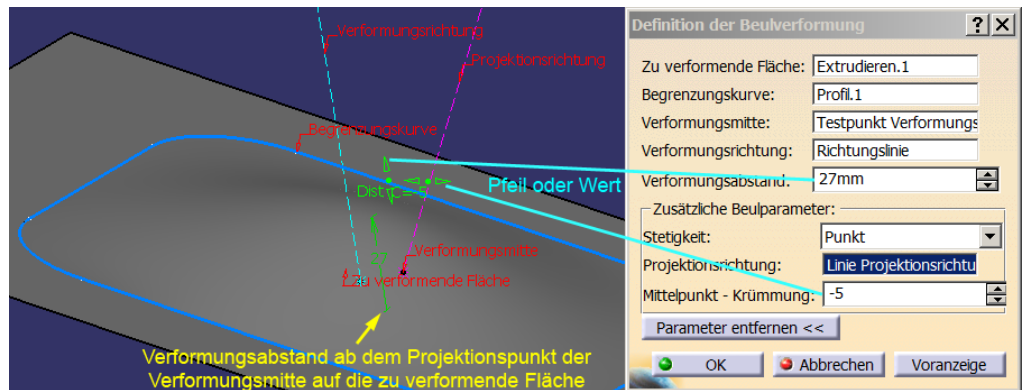 Verformungsrichtung
Projektionsrichtung
Begrenzungskurve
Dist
C=-5
Pfeil oder Wert
27
Verformungsmitte
Zu verformende Fläche
Verformungsabstand ab dem Projektionspunkt der
Verformungsmitte auf die zu verformende Fläche
Definition der Beulverformung
? X
Zu verformende Fläche: Extrudieren.1
Begrenzungskurve: Profil.1
Verformungsmitte: Testpunkt Verformungs
Verformungsrichtung: Richtungslinie
Verformungsabstand: 27mm
Zusätzliche Beulparameter:
Stetigkeit: Punkt
Projektionsrichtung: Linie Projektionsrichtu
Mittelpunkt - Krümmung: -5
Parameter entfernen <<
OK Abbrechen Voranzeige